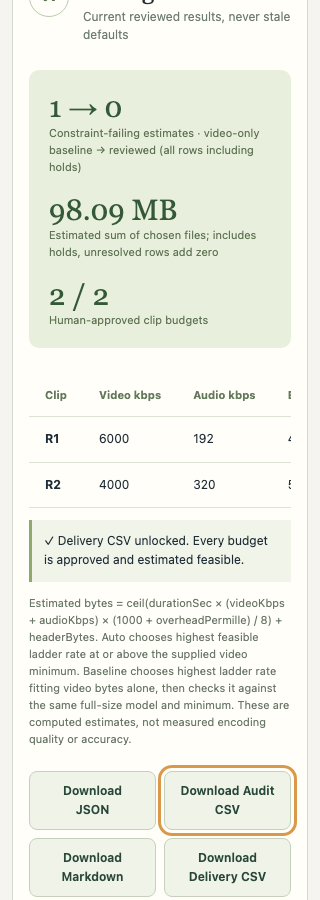 Current reviewed results, never stale
defaults
1 → 0
Constraint-failing estimates · video-only
baseline → reviewed (all rows including
holds)
98.09 MB
Estimated sum of chosen files; includes
holds, unresolved rows add zero
2 / 2
Human-approved clip budgets
Clip Video kbps Audio kbps
R1 6000 192
R2 4000 320
✓ Delivery CSV unlocked. Every budget
is approved and estimated feasible.
Estimated bytes = ceil(durationSec × (videoKbps
+ audioKbps) × (1000 + overheadPermille) / 8) +
headerBytes. Auto chooses highest feasible
ladder rate at or above the supplied video
minimum. Baseline chooses highest ladder rate
fitting video bytes alone, then checks it against
the same full-size model and minimum. These are
computed estimates, not measured encoding
quality or accuracy.
Download
JSON
Download Audit
CSV
Download
Markdown
Download
Delivery CSV